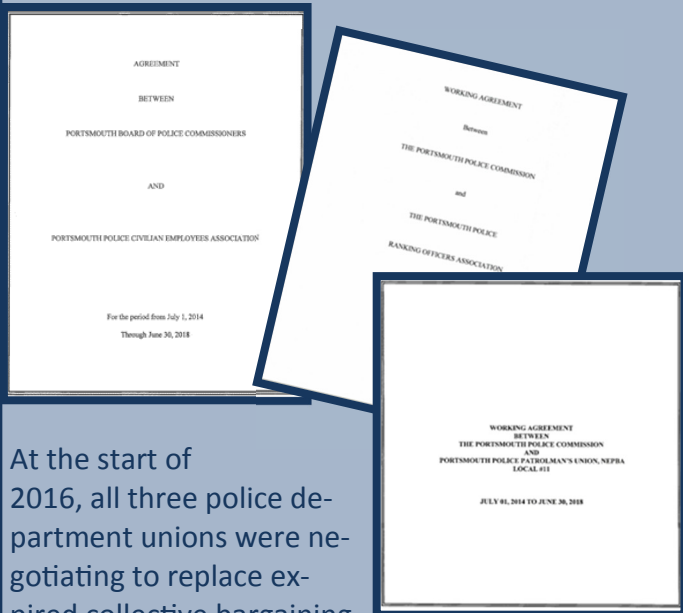 AGREEMENT
BETWEEN
PORTSMOUTH BOARD OF POLICE COMMISSIONERS
AND
PORTSMOUTH POLICE CIVILIAN EMPLOYEES ASSOCIATION
For the period from July 1, 2014
Through June 30, 2018
WORKING AGREEMENT
Between
THE PORTSMOUTH POLICE COMMISSION
and
THE PORTSMOUTH POLICE
RANKING OFFICERS ASSOCIATION
WORKING AGREEMENT
BETWEEN
THE PORTSMOUTH POLICE COMMISSION
AND
PORTSMOUTH POLICE PATROLMAN'S UNION, NEPBA
LOCAL #11
JULY 01, 2014 TO JUNE 30, 2018
At the start of
2016, all three police de-
partment unions were ne-
gotiating to replace ex-
pired collective bargaining